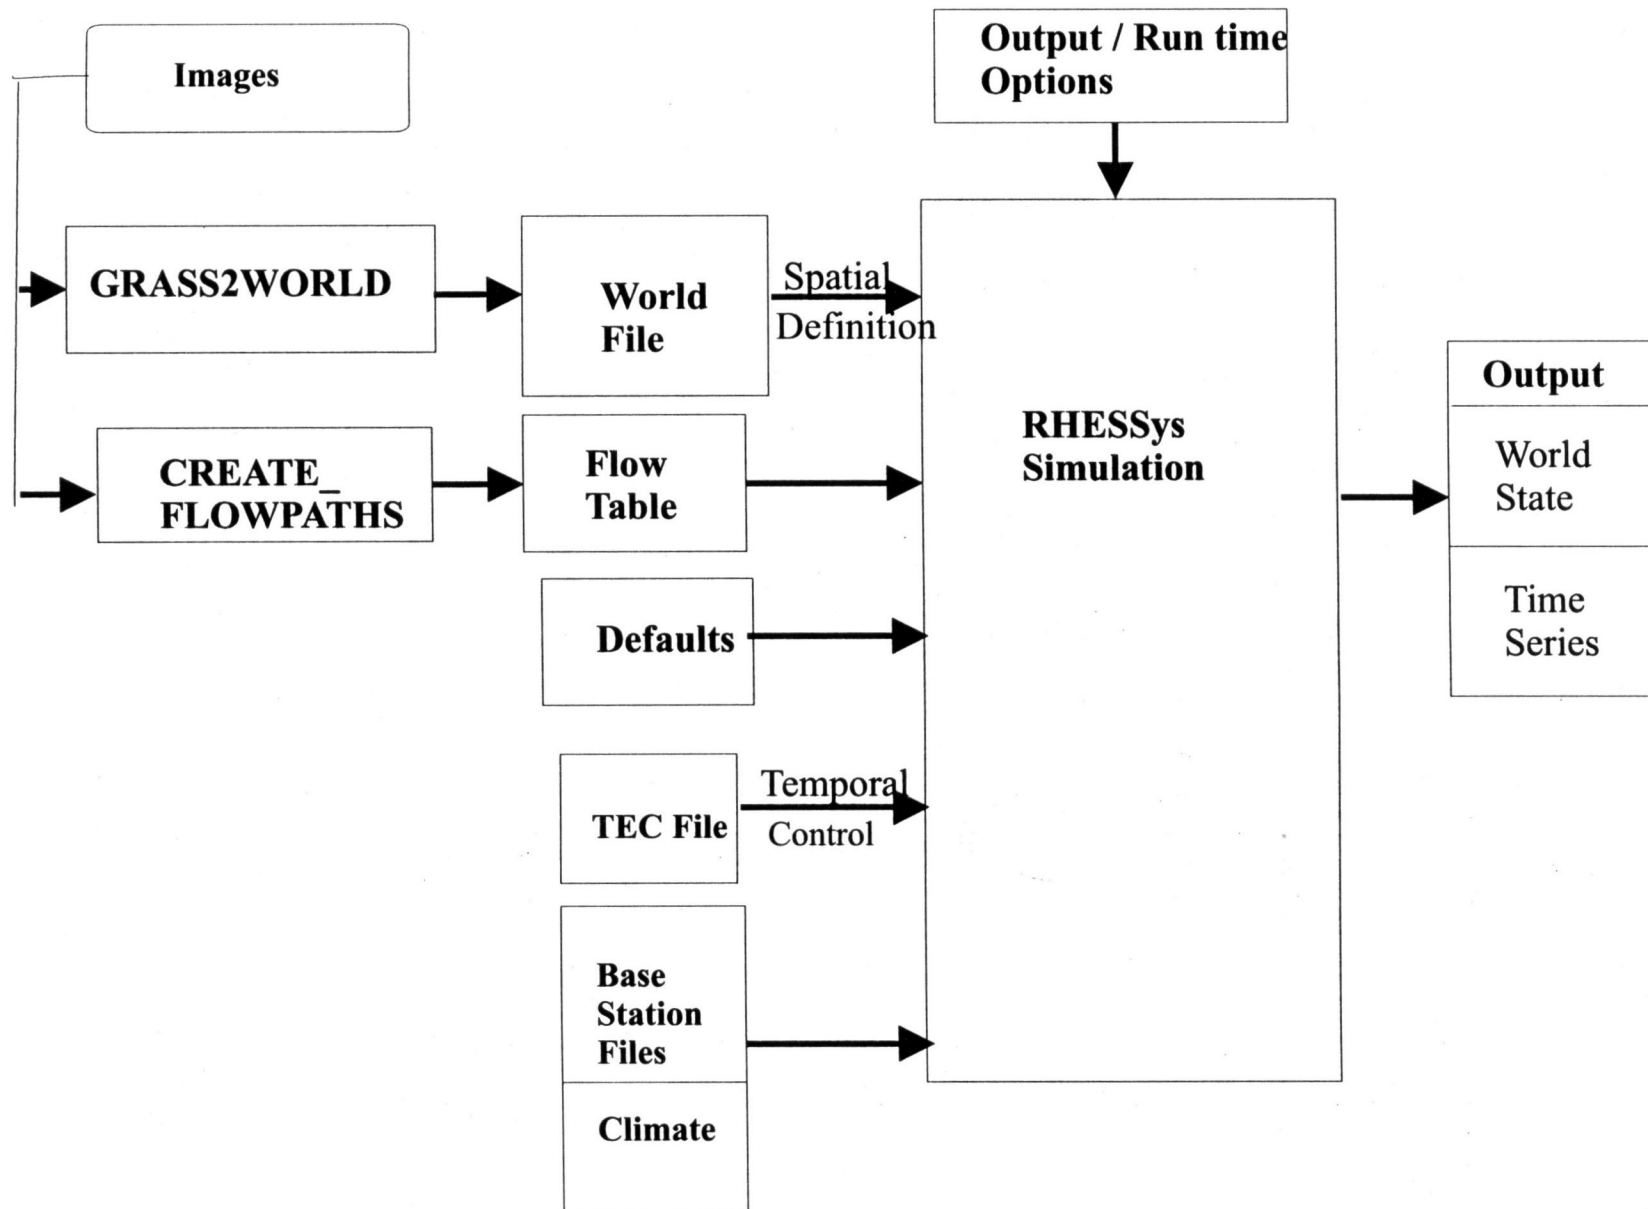 Images
Output / Run time
Options
GRASS2WORLD
World
File
Spatial
Definition
CREATE_
FLOWPATHS
Flow
Table
RHESSys
Simulation
Output
World
State
Time
Series
Defaults
TEC File
Temporal
Control
Base
Station
Files
Climate